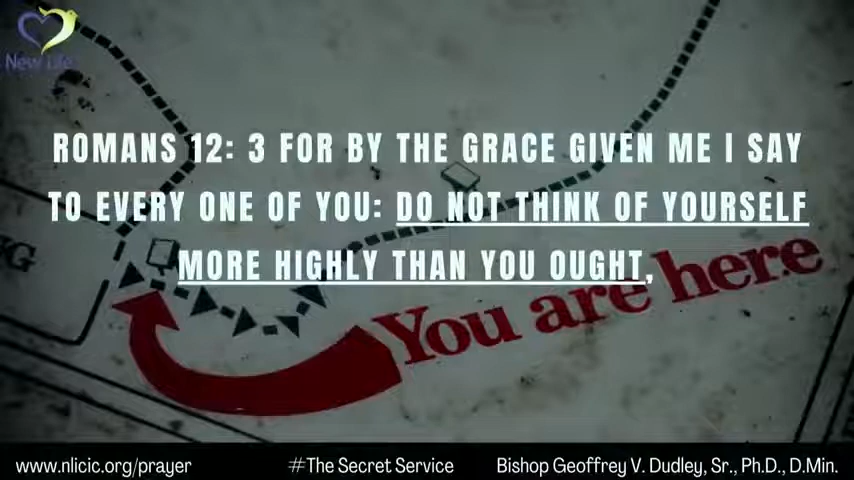 New Life
ROMANS 12: 3 FOR BY THE GRACE GIVEN ME I SAY
TO EVERY ONE OF YOU: DO NOT THINK OF YOURSELF
MORE HIGHLY THAN YOU OUGHT,
You are here
www.nlicic.org/prayer
#The Secret Service
Bishop Geoffrey V. Dudley, Sr., Ph.D., D.Min.